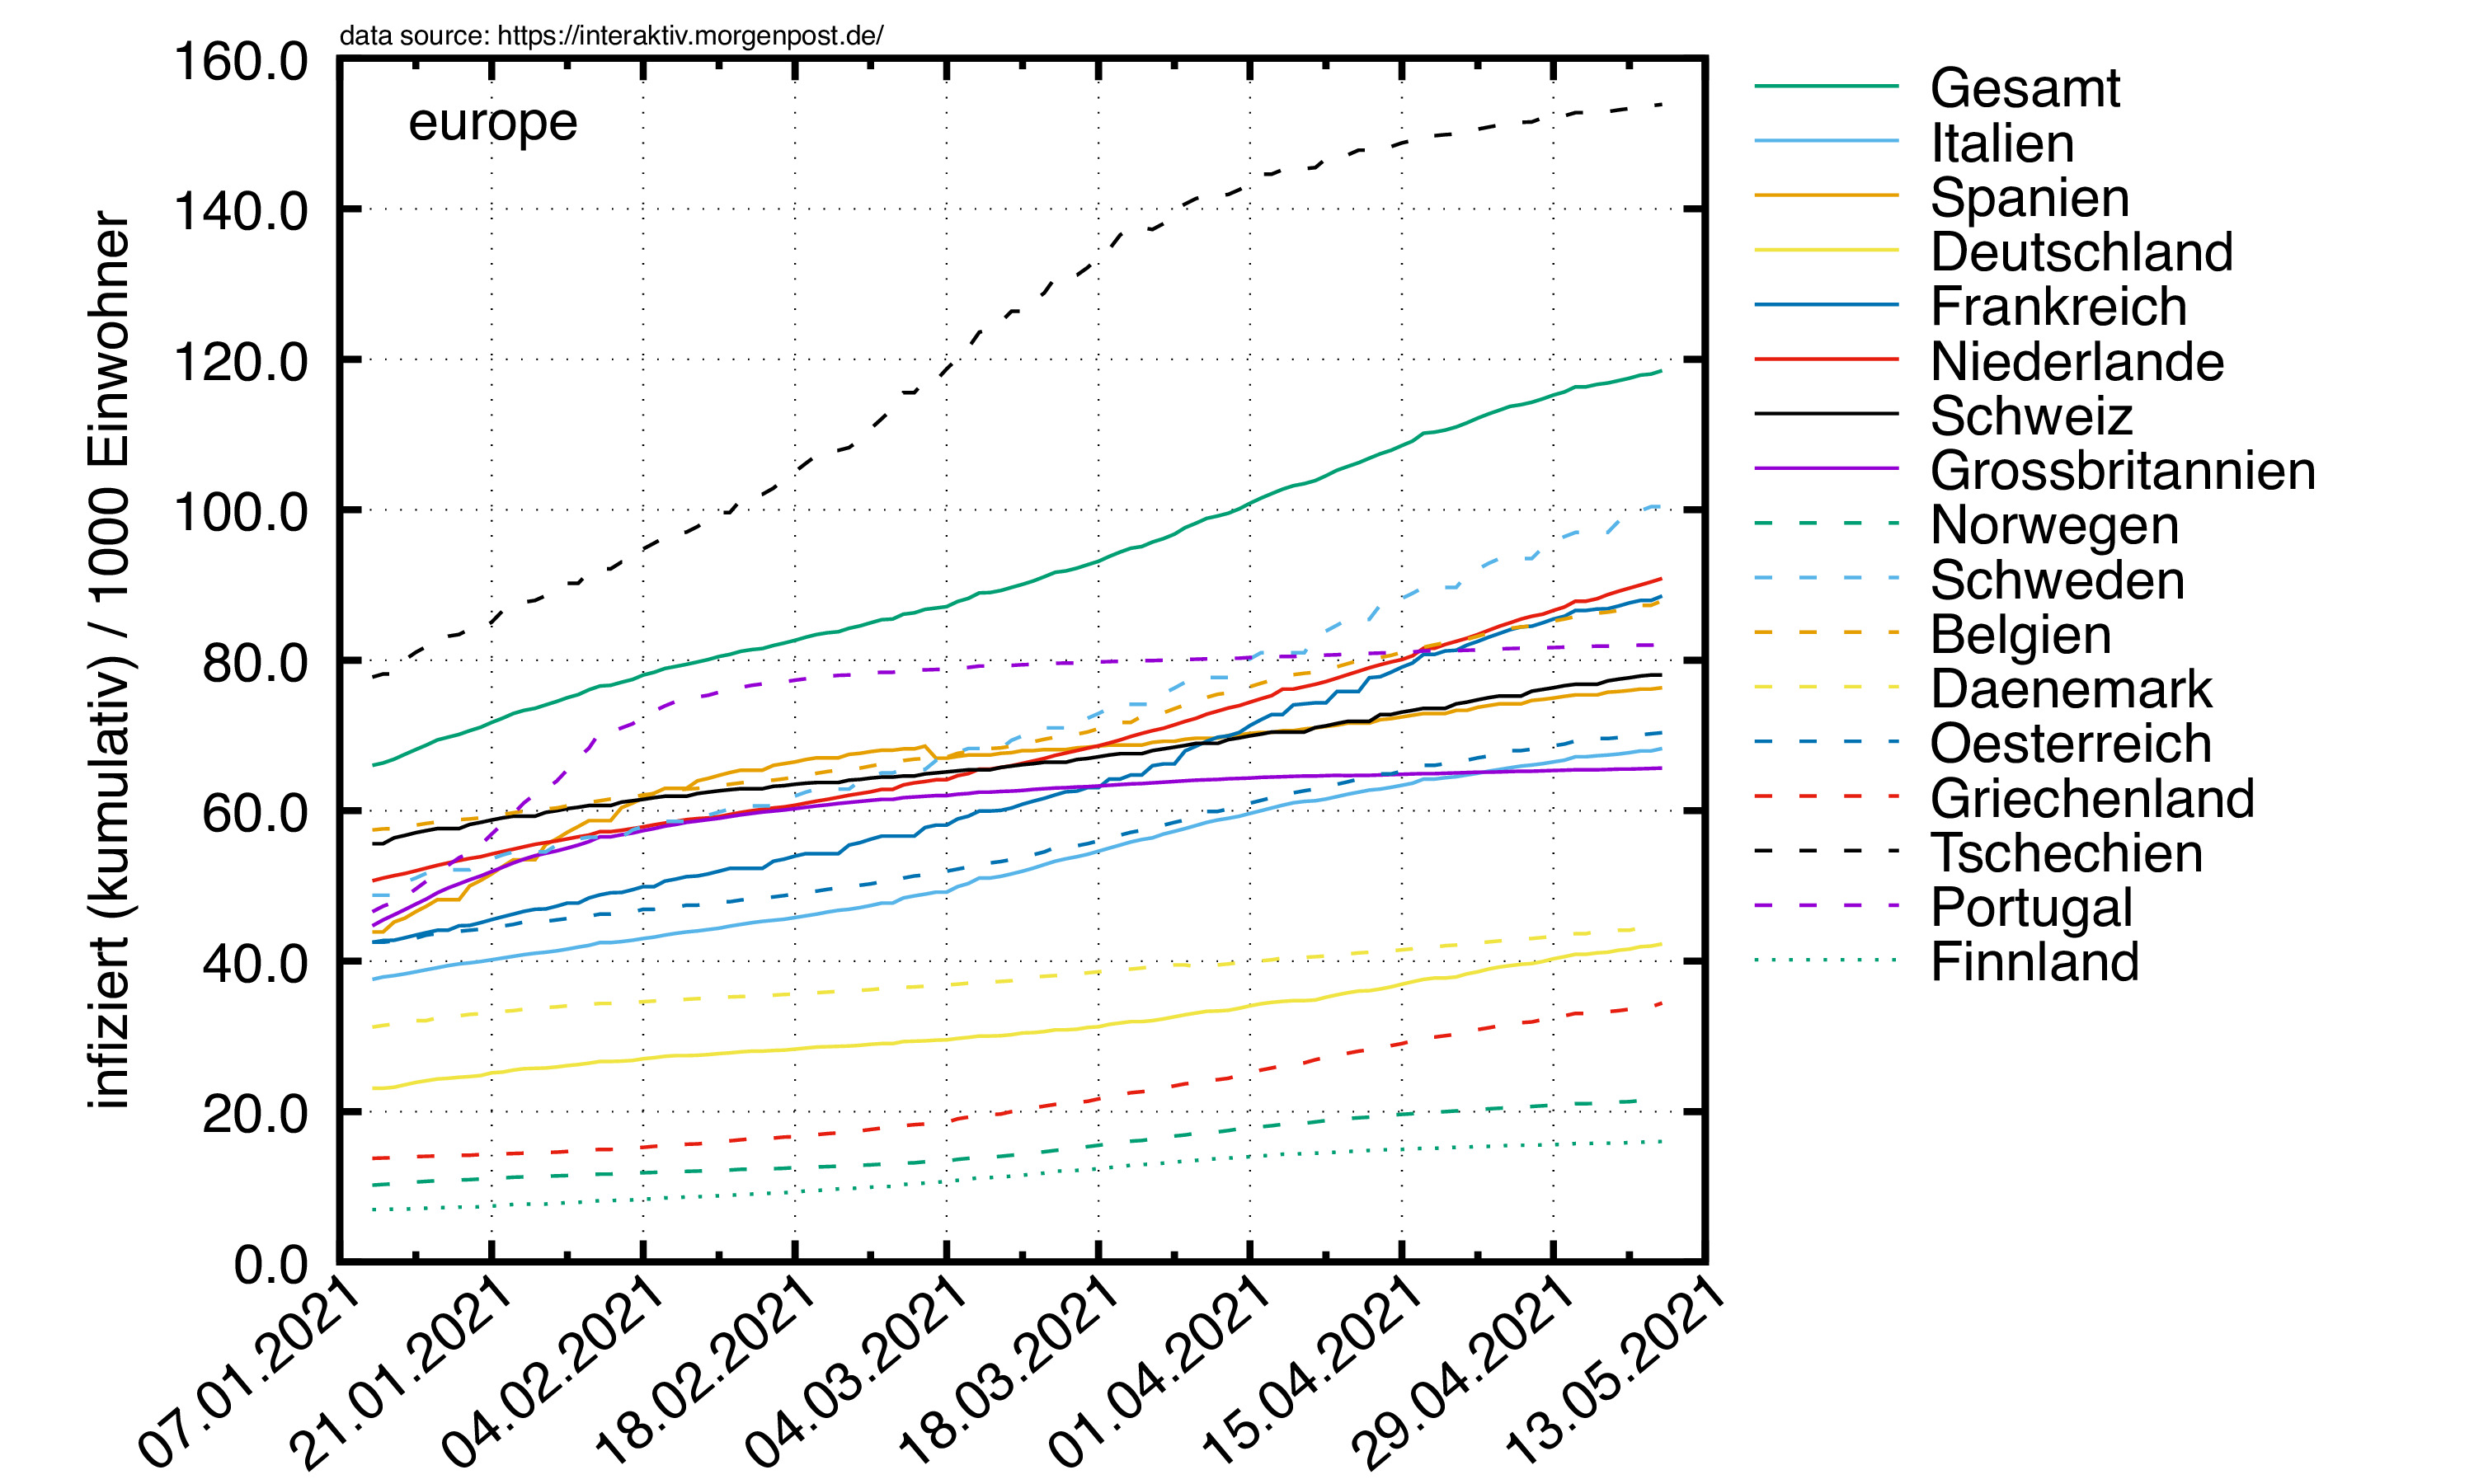 data source: https://interaktiv.morgenpost.de/
europe
infiziert (kumulativ) / 1000 Einwohner
160.0
140.0
120.0
100.0
80.0
60.0
40.0
20.0
0.0
07.01.2021
21.01.2021
04.02.2021
18.02.2021
04.03.2021
18.03.2021
01.04.2021
15.04.2021
29.04.2021
13.05.2021
Gesamt
Italien
Spanien
Deutschland
Frankreich
Niederlande
Schweiz
Grossbritannien
Norwegen
Schweden
Belgien
Daenemark
Oesterreich
Griechenland
Tschechien
Portugal
Finnland